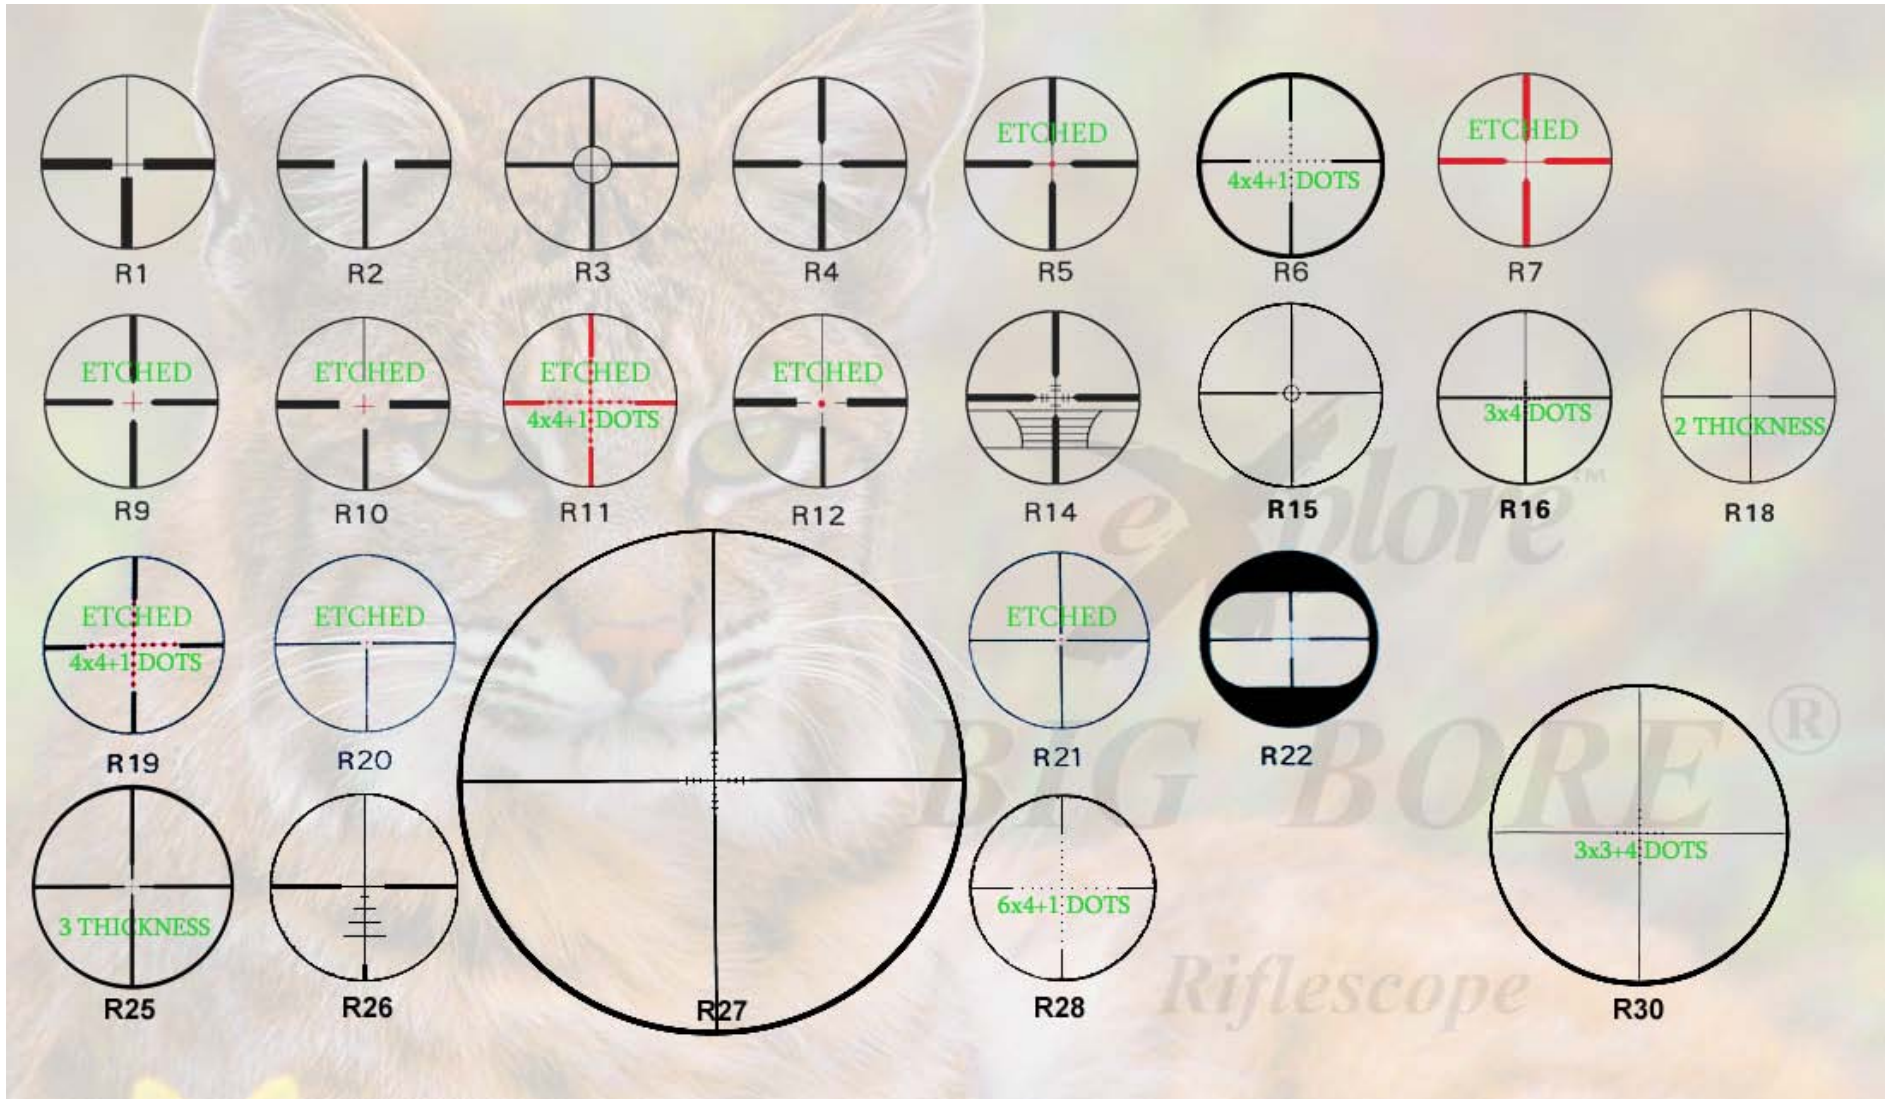 ETCHED
4x4+1 DOTS
ETCHED
R1 R2 R3 R4 R5 R6 R7
ETCHED ETCHED ETCHED ETCHED
4x4+1 DOTS
3x4 DOTS
2 THICKNESS
R9 R10 R11 R12 R14 R15 R16 R18
eXplore™
ETCHED ETCHED ETCHED
4x4+1 DOTS
R19 R20 R21 R22
BIG BORE®
3x3+4 DOTS
3 THICKNESS
6x4+1 DOTS
R25 R26 R27 R28 R30
Riflescope